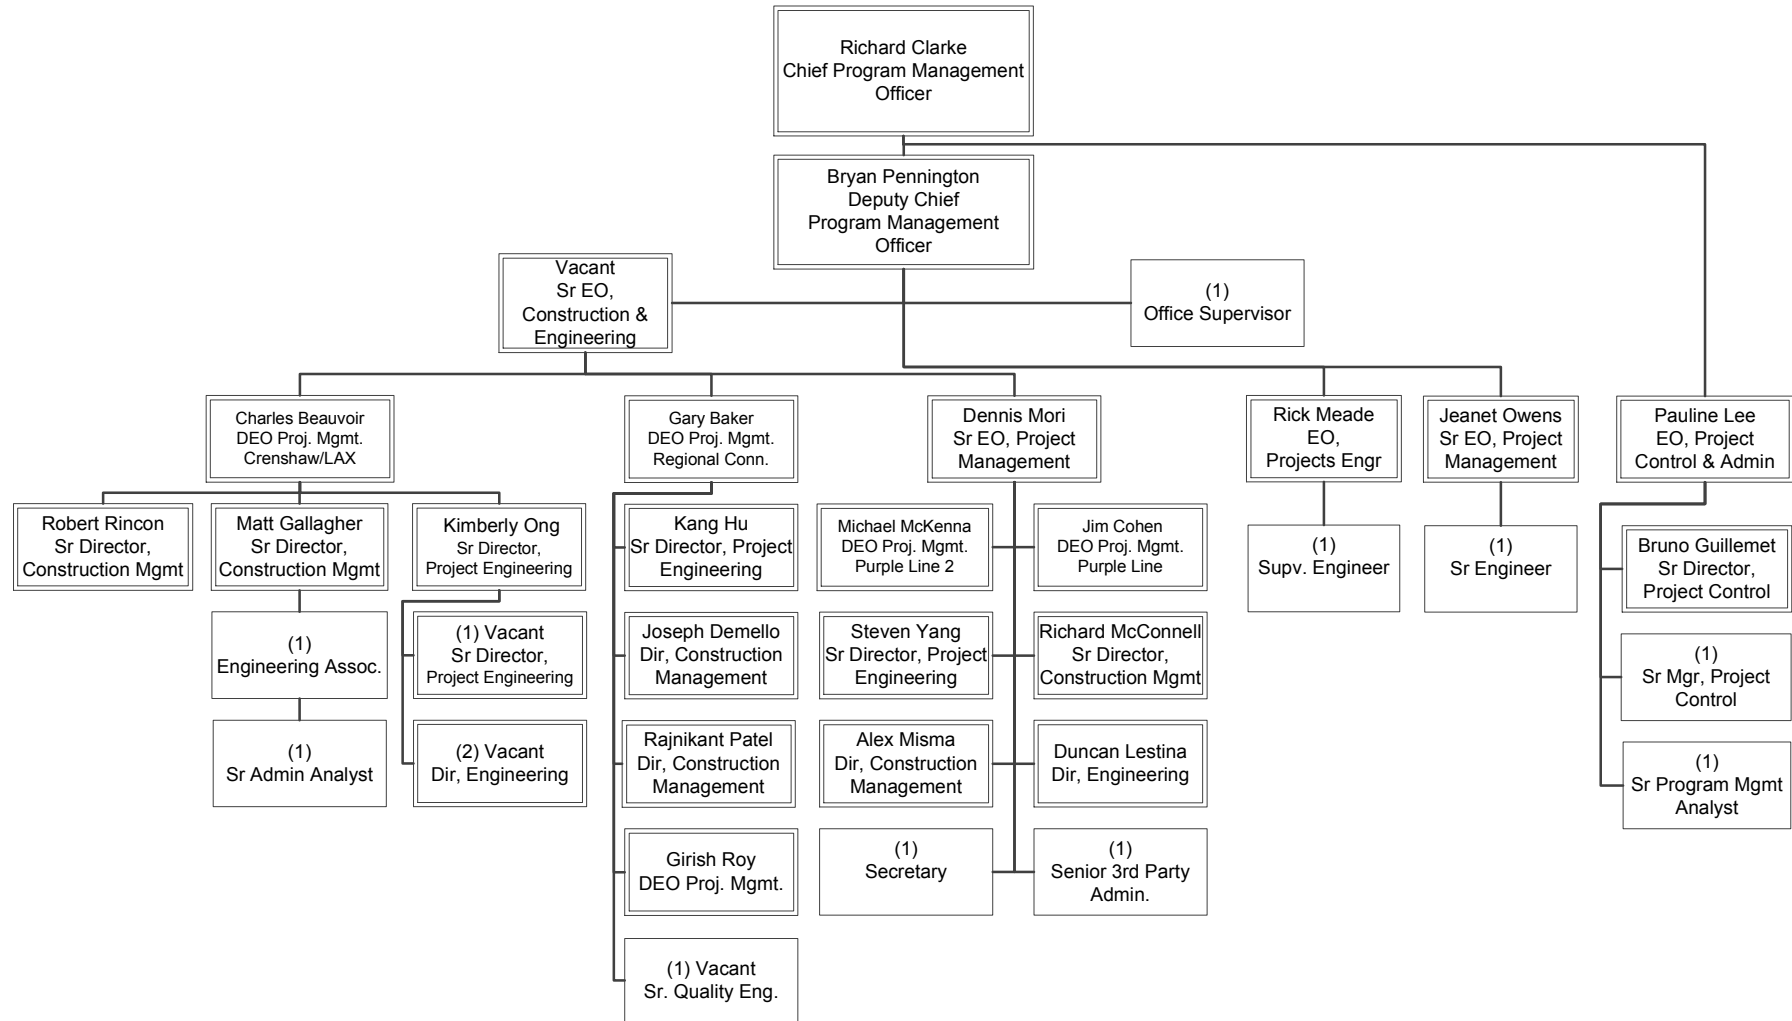 Richard Clarke
Chief Program Management
Officer
Bryan Pennington
Deputy Chief
Program Management
Officer
Vacant
Sr EO,
Construction &
Engineering
(1)
Office Supervisor
Charles Beauvoir
DEO Proj. Mgmt.
Crenshaw/LAX
Gary Baker
DEO Proj. Mgmt.
Regional Conn.
Dennis Mori
Sr EO, Project
Management
Rick Meade
EO,
Projects Engr
Jeanet Owens
Sr EO, Project
Management
Pauline Lee
EO, Project
Control & Admin
Robert Rincon
Sr Director,
Construction Mgmt
Matt Gallagher
Sr Director,
Construction Mgmt
Kimberly Ong
Sr Director,
Project Engineering
Kang Hu
Sr Director, Project
Engineering
Michael McKenna
DEO Proj. Mgmt.
Purple Line 2
Jim Cohen
DEO Proj. Mgmt.
Purple Line
(1)
Supv. Engineer
(1)
Sr Engineer
Bruno Guillemet
Sr Director,
Project Control
(1)
Engineering Assoc.
(1) Vacant
Sr Director,
Project Engineering
Joseph Demello
Dir, Construction
Management
Steven Yang
Sr Director, Project
Engineering
Richard McConnell
Sr Director,
Construction Mgmt
(1)
Sr Mgr, Project
Control
(1)
Sr Admin Analyst
(2) Vacant
Dir, Engineering
Rajnikant Patel
Dir, Construction
Management
Alex Misma
Dir, Construction
Management
Duncan Lestina
Dir, Engineering
(1)
Sr Program Mgmt
Analyst
Girish Roy
DEO Proj. Mgmt.
(1)
Secretary
(1)
Senior 3rd Party
Admin.
(1) Vacant
Sr. Quality Eng.